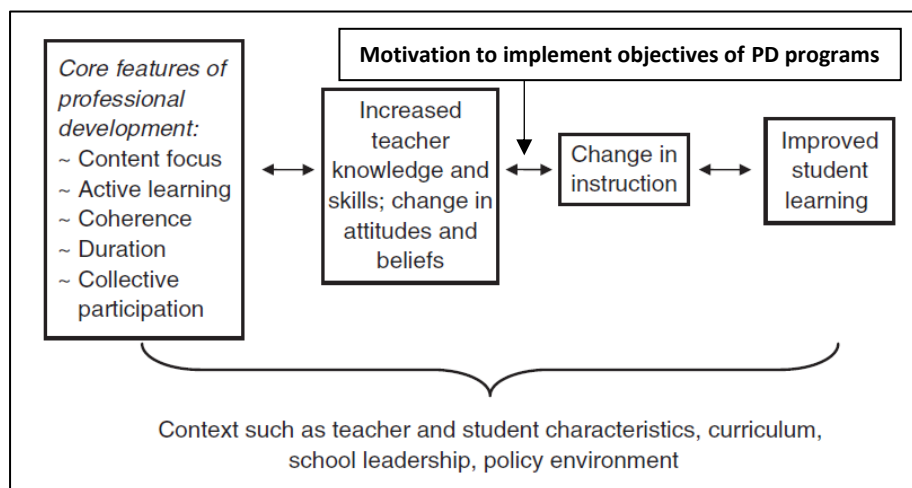 Motivation to implement objectives of PD programs
Core features of
professional
development:
~ Content focus
~ Active learning
~ Coherence
~ Duration
~ Collective
participation
Increased
teacher
knowledge and
skills; change in
attitudes and
beliefs
Change in
instruction
Improved
student
learning
Context such as teacher and student characteristics, curriculum,
school leadership, policy environment